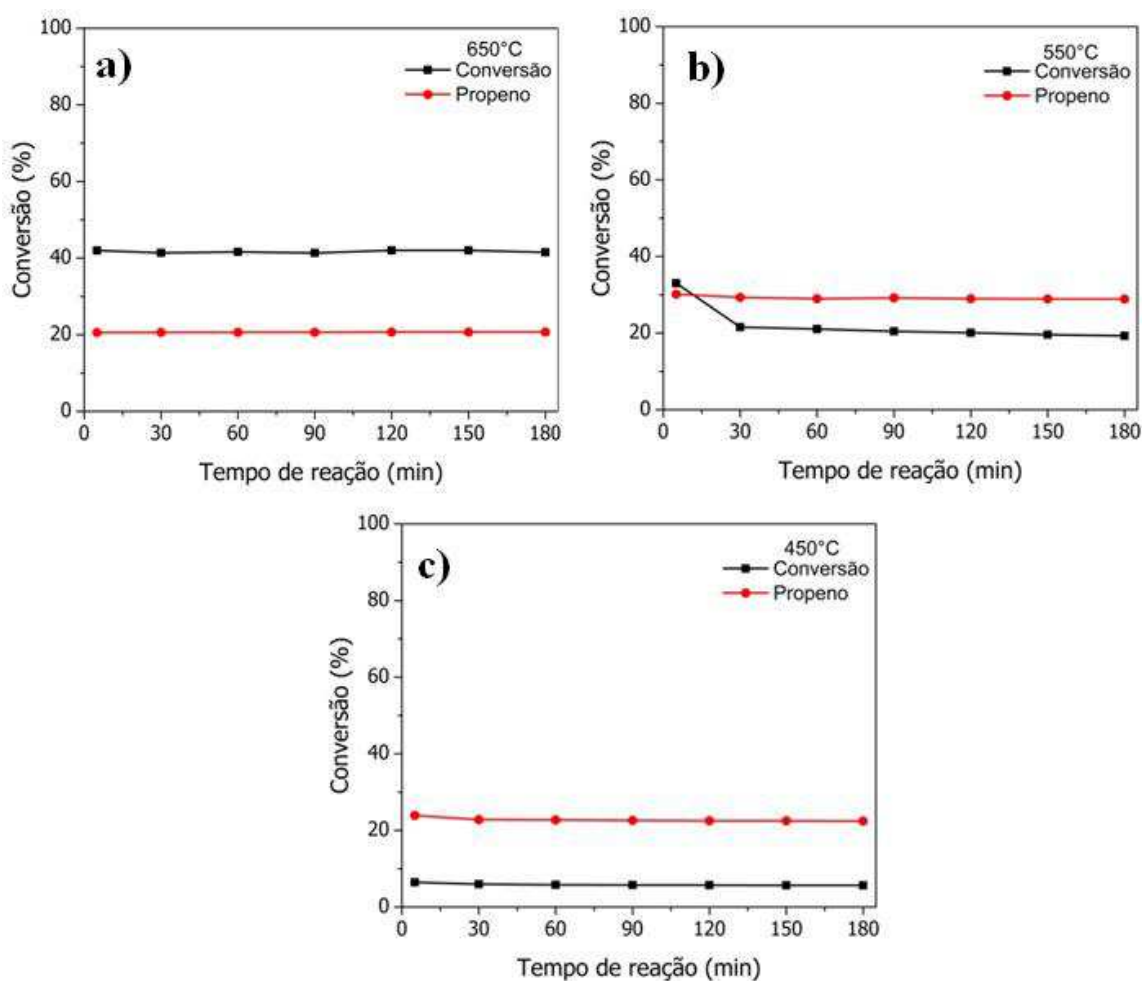 a)
650°C
Conversão
Propeno
Conversão (%)
100
80
60
40
20
0
0 30 60 90 120 150 180
Tempo de reação (min)
b)
550°C
Conversão
Propeno
Conversão (%)
100
80
60
40
20
0
0 30 60 90 120 150 180
Tempo de reação (min)
c)
450°C
Conversão
Propeno
Conversão (%)
100
80
60
40
20
0
0 30 60 90 120 150 180
Tempo de reação (min)